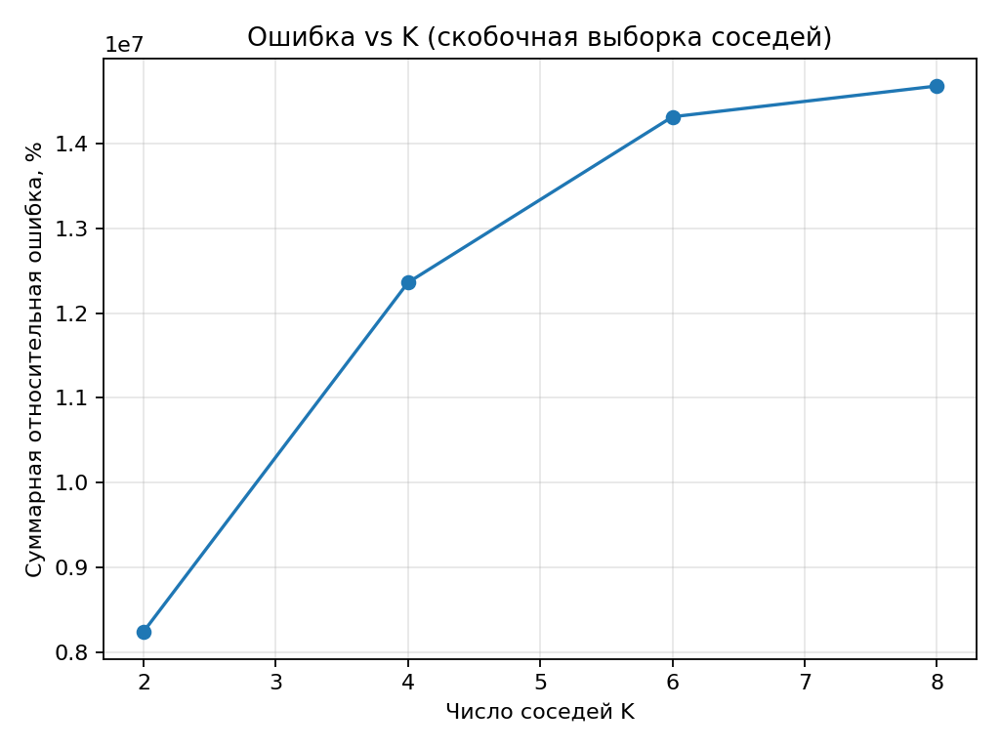 Ошибка vs K (скобочная выборка соседей)
1e7
Суммарная относительная ошибка, %
1.4
1.3
1.2
1.1
1.0
0.9
0.8
2 3 4 5 6 7 8
Число соседей K